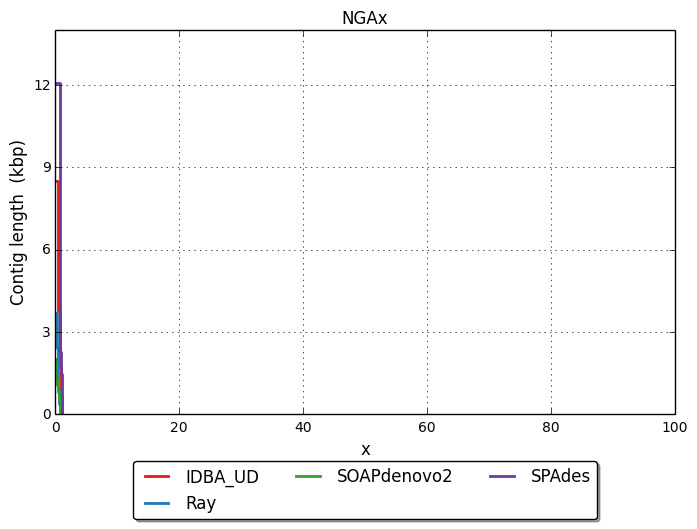 NGAx
Contig length (kbp)
12
9
6
3
0
0 20 40 60 80 100
x
IDBA_UD SOAPdenovo2 SPAdes
Ray